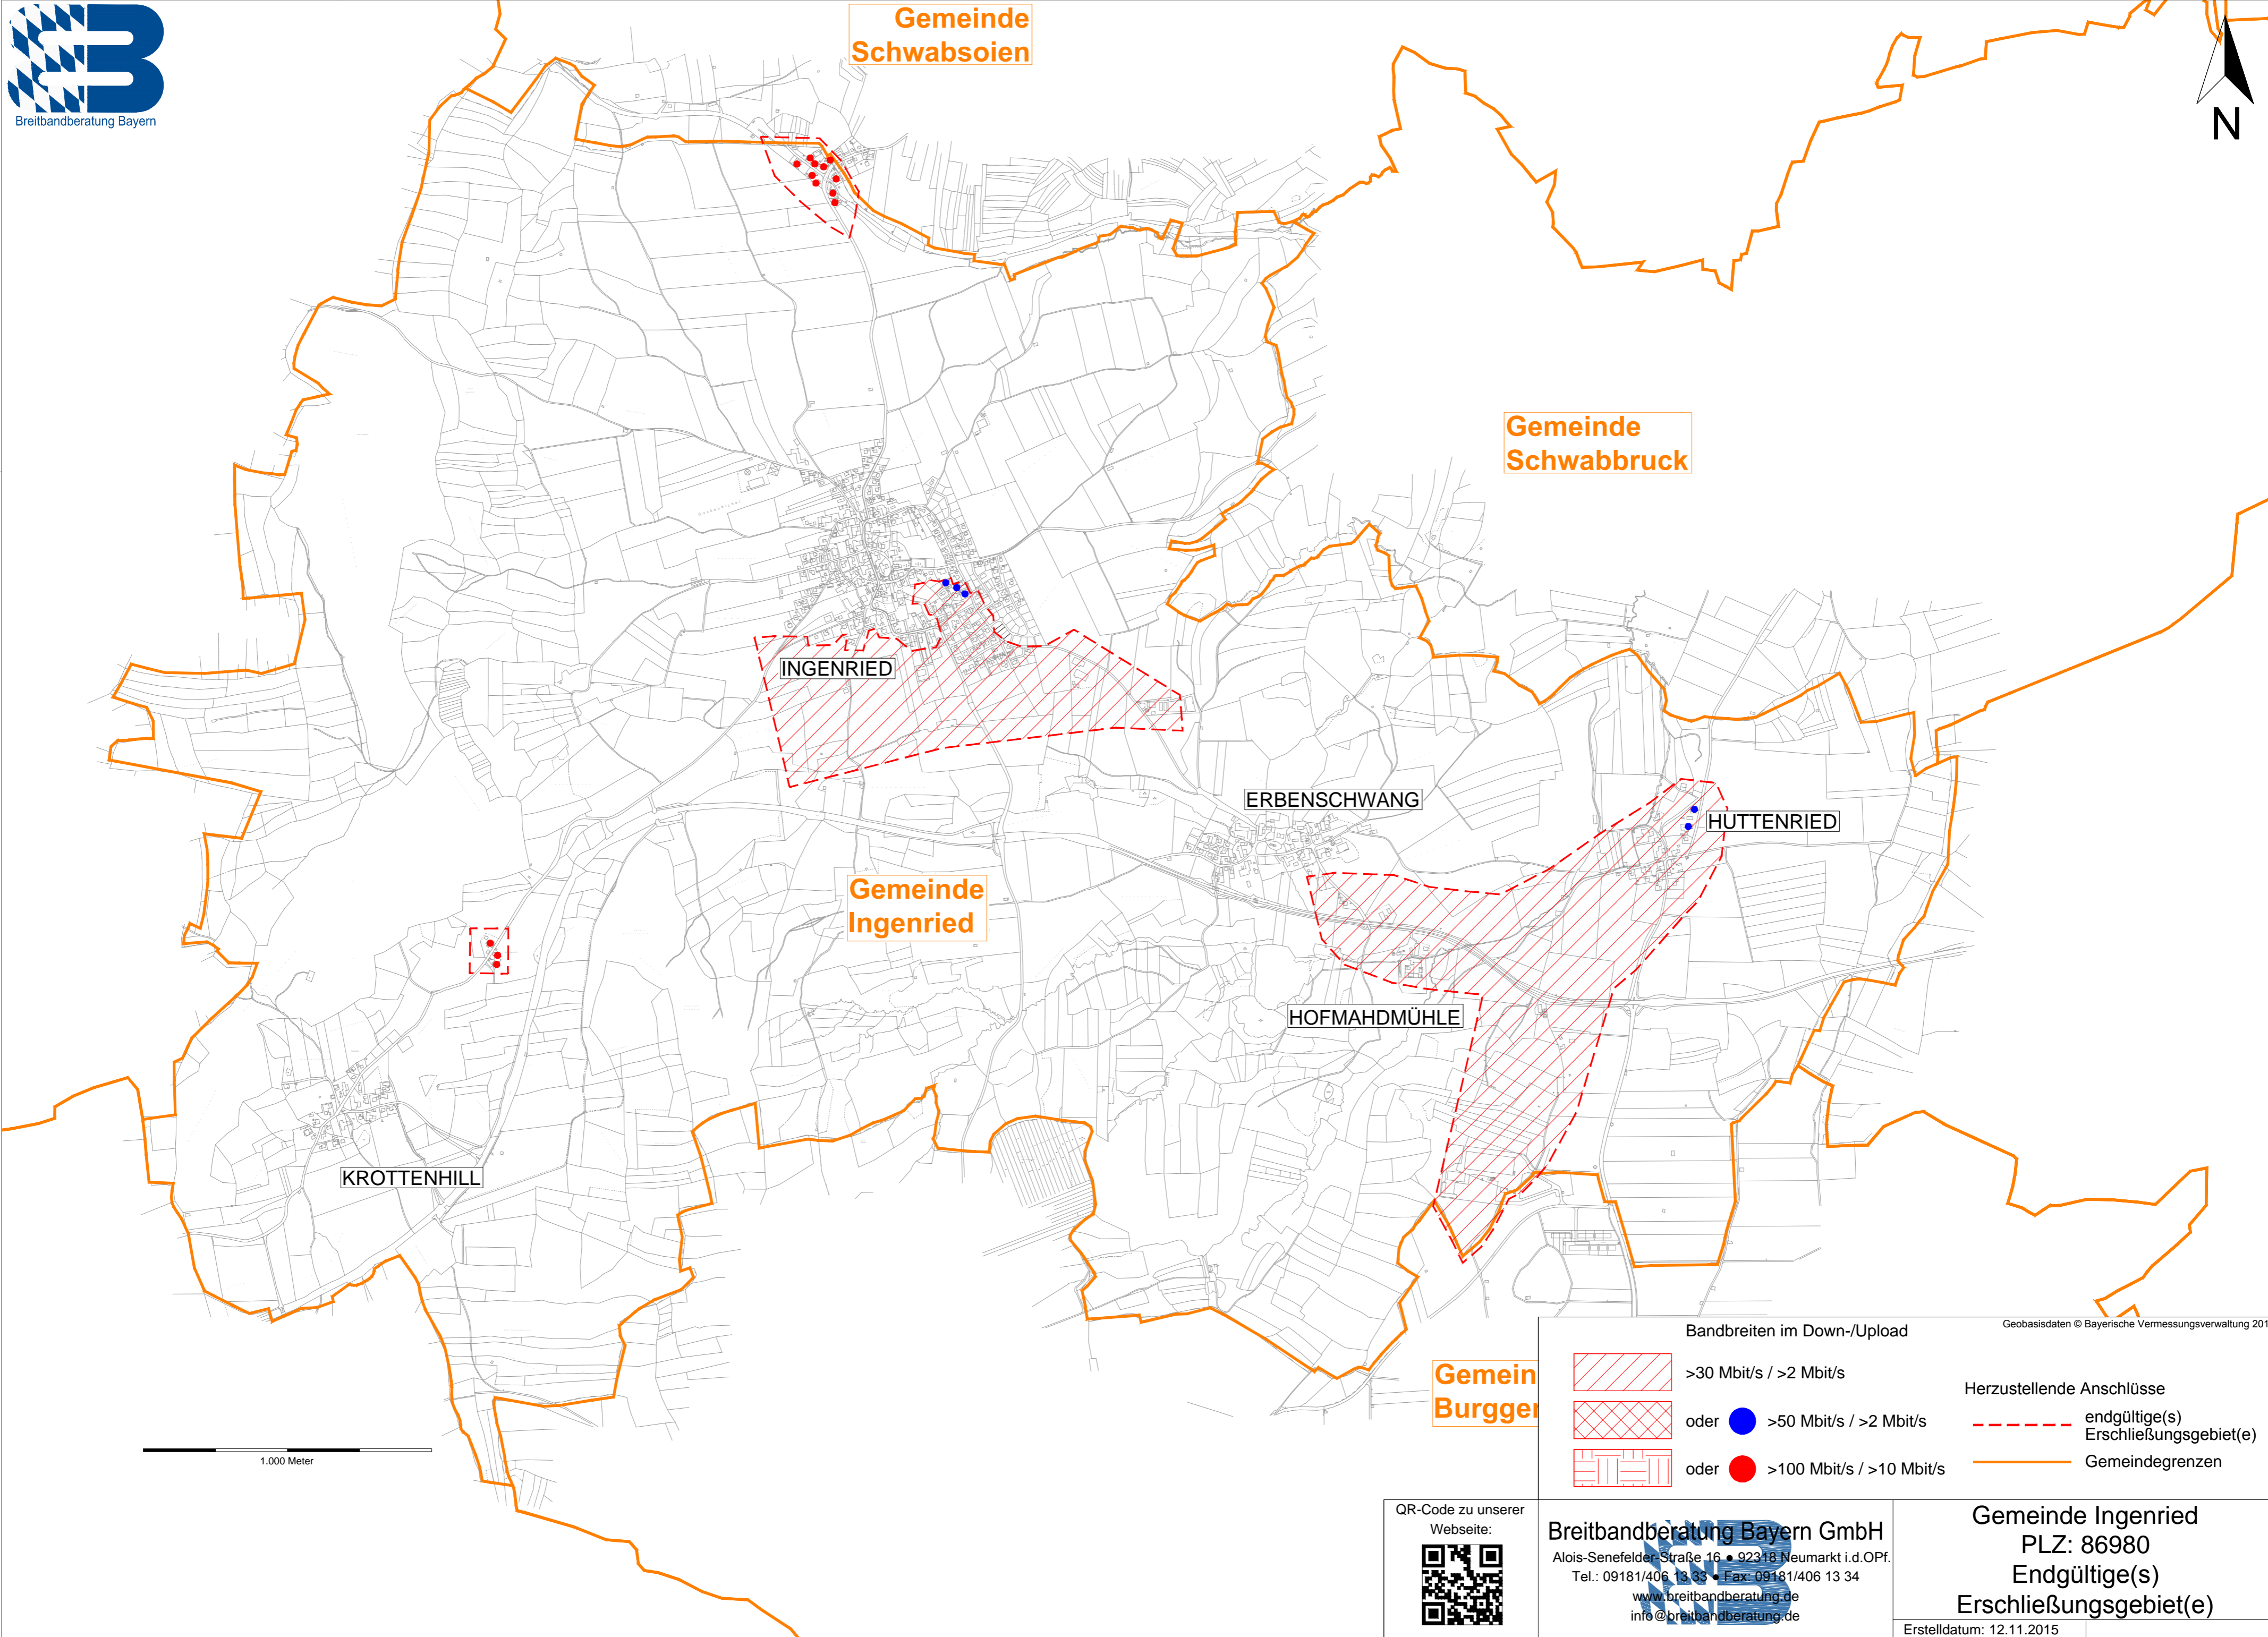 Breitbandberatung Bayern
Gemeinde
Schwabsoien
N
Gemeinde
Schwabbruck
INGENRIED
ERBENSCHWANG
HÜTTENRIED
Gemeinde
Ingenried
HOFMAHDMÜHLE
KROTTENHILL
Gemein
Burgger
1.000 Meter
Bandbreiten im Down-/Upload
Geobasisdaten © Bayerische Vermessungsverwaltung 201
>30 Mbit/s / >2 Mbit/s
oder >50 Mbit/s / >2 Mbit/s
oder >100 Mbit/s / >10 Mbit/s
Herzustellende Anschlüsse
endgültige(s)
Erschließungsgebiet(e)
Gemeindegrenzen
QR-Code zu unserer
Webseite:
Breitbandberatung Bayern GmbH
Alois-Senefelder-Straße 16 ● 92318 Neumarkt i.d.OPf.
Tel.: 09181/406 13 33 ● Fax: 09181/406 13 34
www.breitbandberatung.de
info@breitbandberatung.de
Gemeinde Ingenried
PLZ: 86980
Endgültige(s)
Erschließungsgebiet(e)
Erstelldatum: 12.11.2015